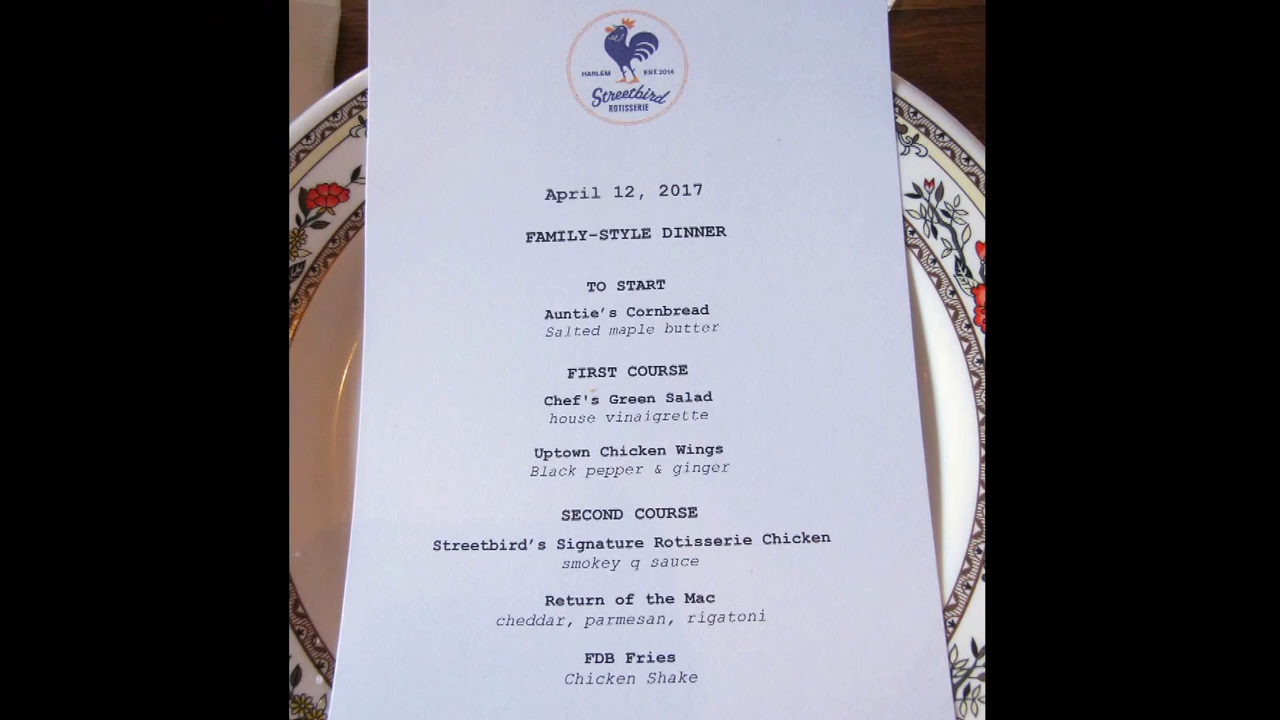 HARLEM EST. 2014
Streetbird
ROTISSERIE
April 12, 2017
FAMILY-STYLE DINNER
TO START
Auntie's Cornbread
Salted maple butter
FIRST COURSE
Chef's Green Salad
house vinaigrette
Uptown Chicken Wings
Black pepper & ginger
SECOND COURSE
Streetbird's Signature Rotisserie Chicken
smokey q sauce
Return of the Mac
cheddar, parmesan, rigatoni
FDB Fries
Chicken Shake